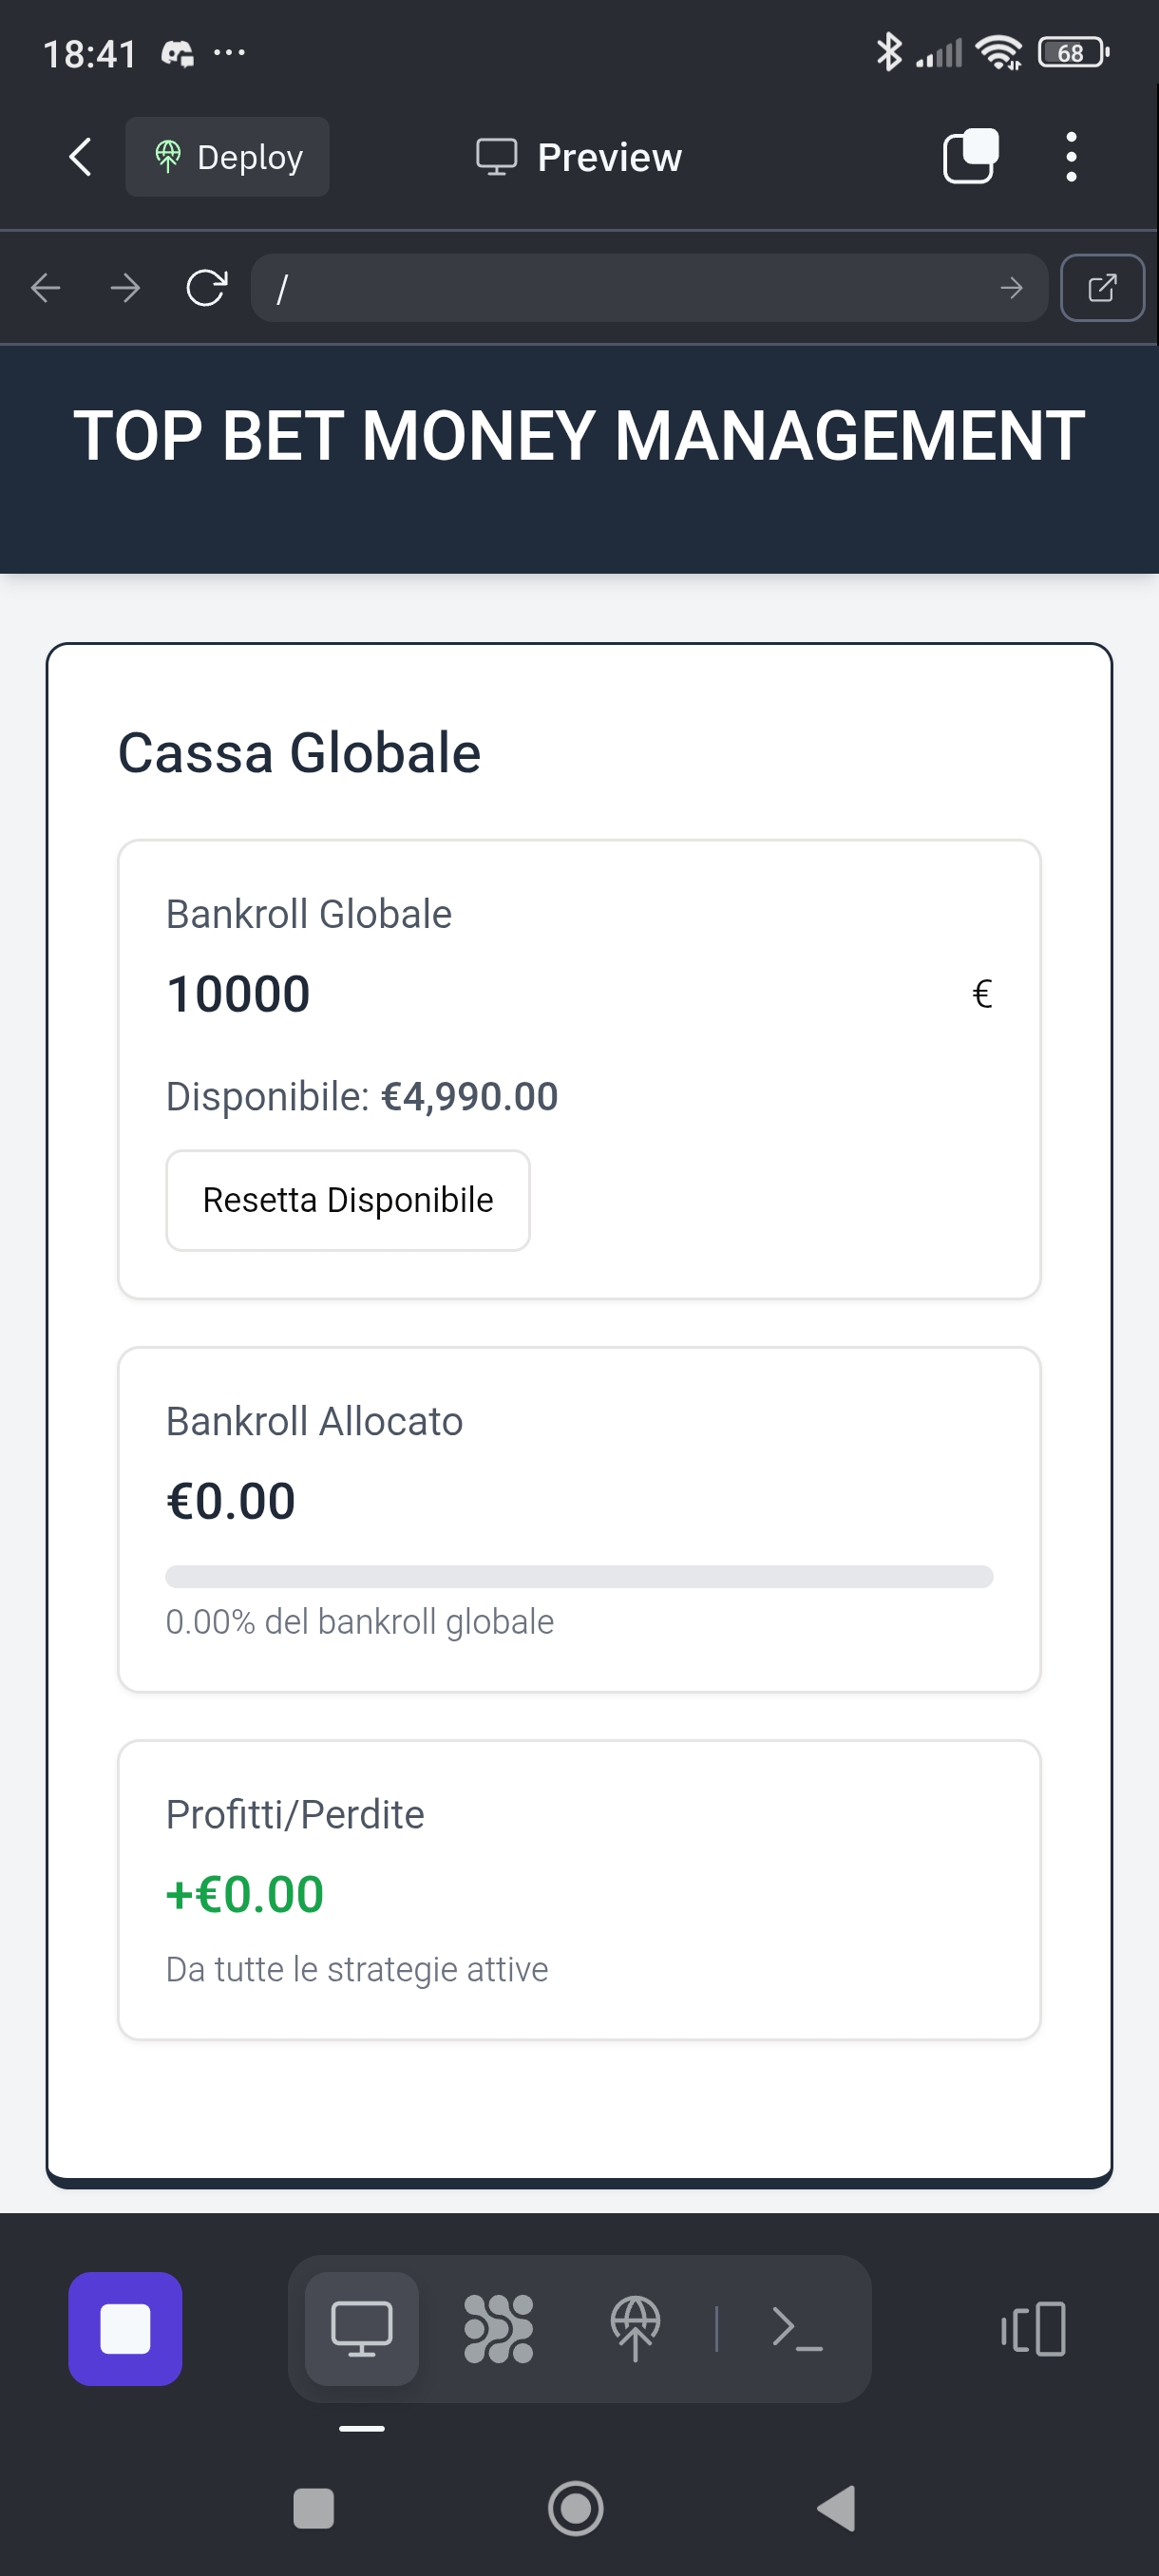 18:41
68
Deploy
Preview
/
TOP BET MONEY MANAGEMENT
Cassa Globale
Bankroll Globale
10000 €
Disponibile: €4,990.00
Resetta Disponibile
Bankroll Allocato
€0.00
0.00% del bankroll globale
Profitti/Perdite
+€0.00
Da tutte le strategie attive